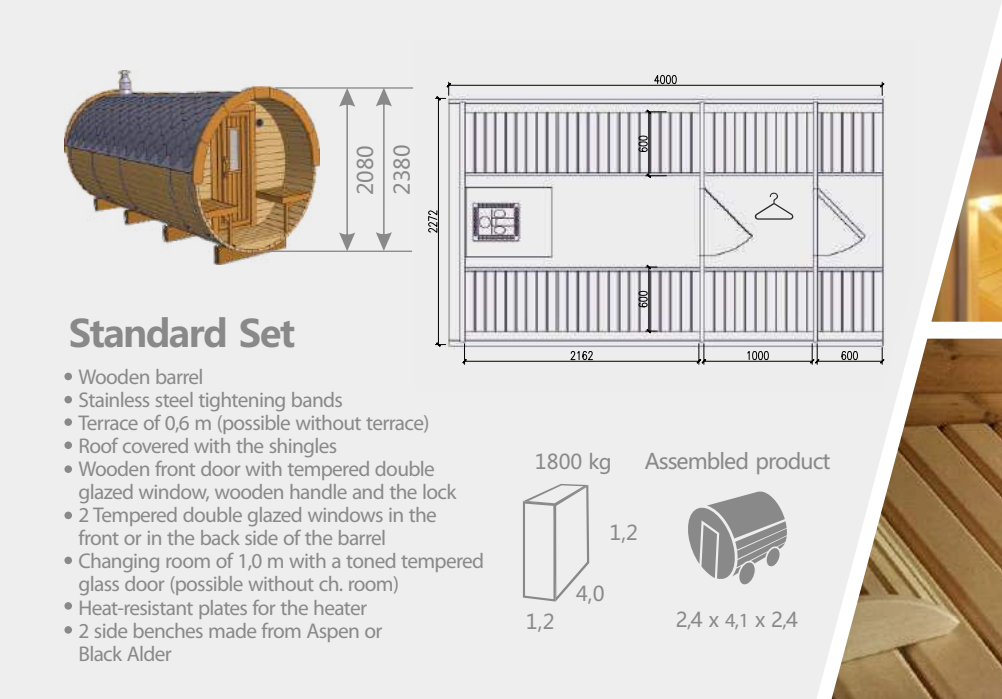 4000
2080
2380
2272
600
600
2162
1000
600
Standard Set
• Wooden barrel
• Stainless steel tightening bands
• Terrace of 0,6 m (possible without terrace)
• Roof covered with the shingles
• Wooden front door with tempered double
glazed window, wooden handle and the lock
• 2 Tempered double glazed windows in the
front or in the back side of the barrel
• Changing room of 1,0 m with a toned tempered
glass door (possible without ch. room)
• Heat-resistant plates for the heater
• 2 side benches made from Aspen or
Black Alder
1800 kg
1,2
4,0
1,2
Assembled product
2,4 x 4,1 x 2,4